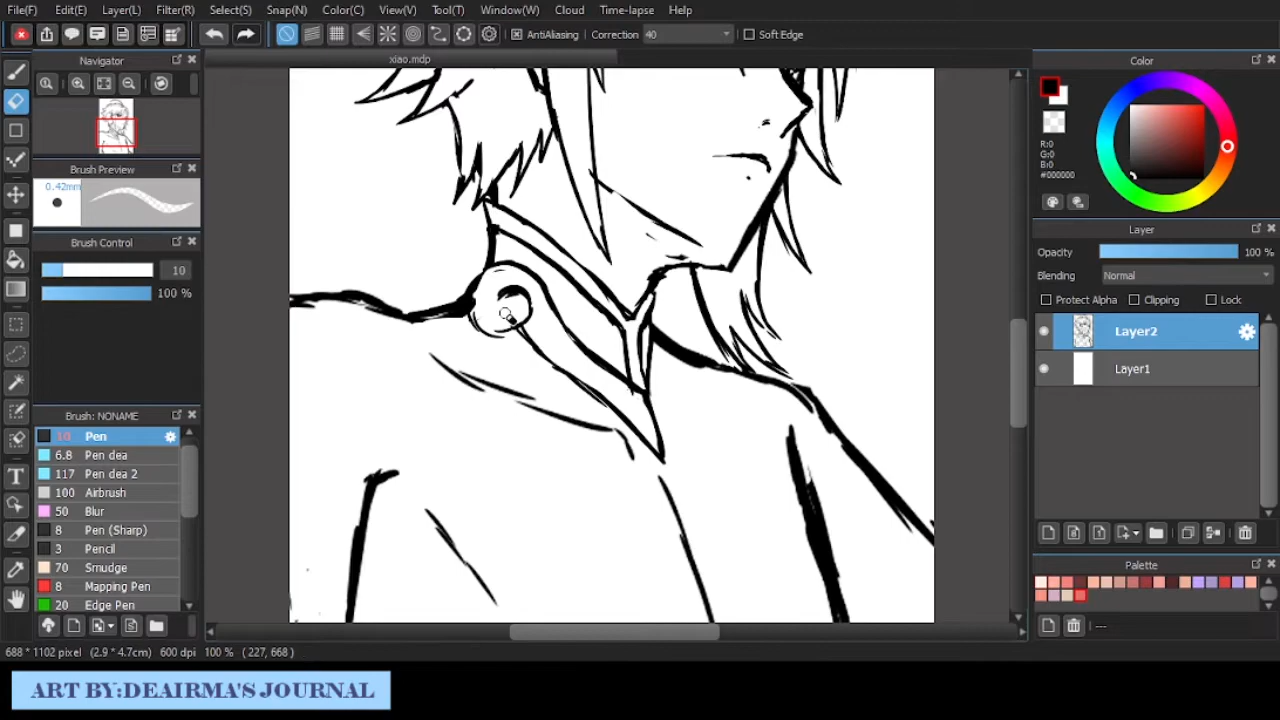 File(F) Edit(E) Layer(L) Filter(R) Select(S) Snap(N) Color(C) View(V) Tool(T) Window(W) Cloud Time-lapse Help
AntiAliasing Correction 40 Soft Edge
xiao.mdp
Navigator
Brush Preview
0.42mm
Brush Control
10
100 %
Brush: NONAME
10 Pen
6.8 Pen dea
117 Pen dea 2
100 Airbrush
50 Blur
8 Pen (Sharp)
3 Pencil
70 Smudge
8 Mapping Pen
20 Edge Pen
Color
R:0
G:0
B:0
#000000
Layer
Opacity 100 %
Blending Normal
Protect Alpha Clipping Lock
Layer2
Layer1
Palette
---
688 * 1102 pixel (2.9 * 4.7cm) 600 dpi 100 % ( 227, 668 )
ART BY:DEAIRMA'S JOURNAL